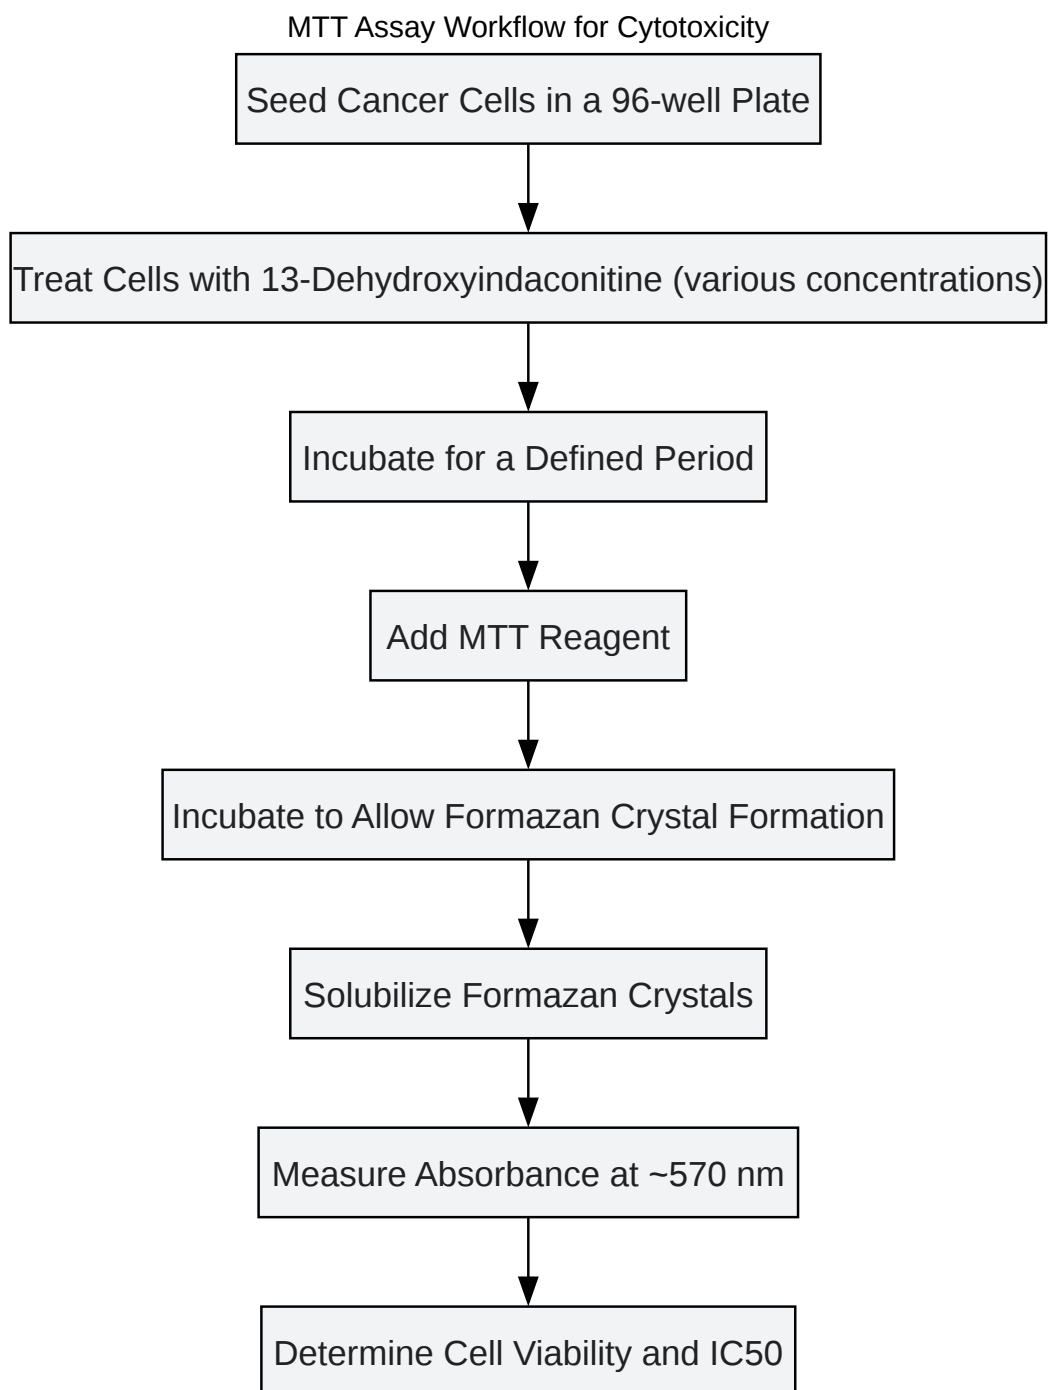 MTT Assay Workflow for Cytotoxicity
Seed Cancer Cells in a 96-well Plate
Treat Cells with 13-Dehydroxyindaconitine (various concentrations)
Incubate for a Defined Period
Add MTT Reagent
Incubate to Allow Formazan Crystal Formation
Solubilize Formazan Crystals
Measure Absorbance at ~570 nm
Determine Cell Viability and IC50